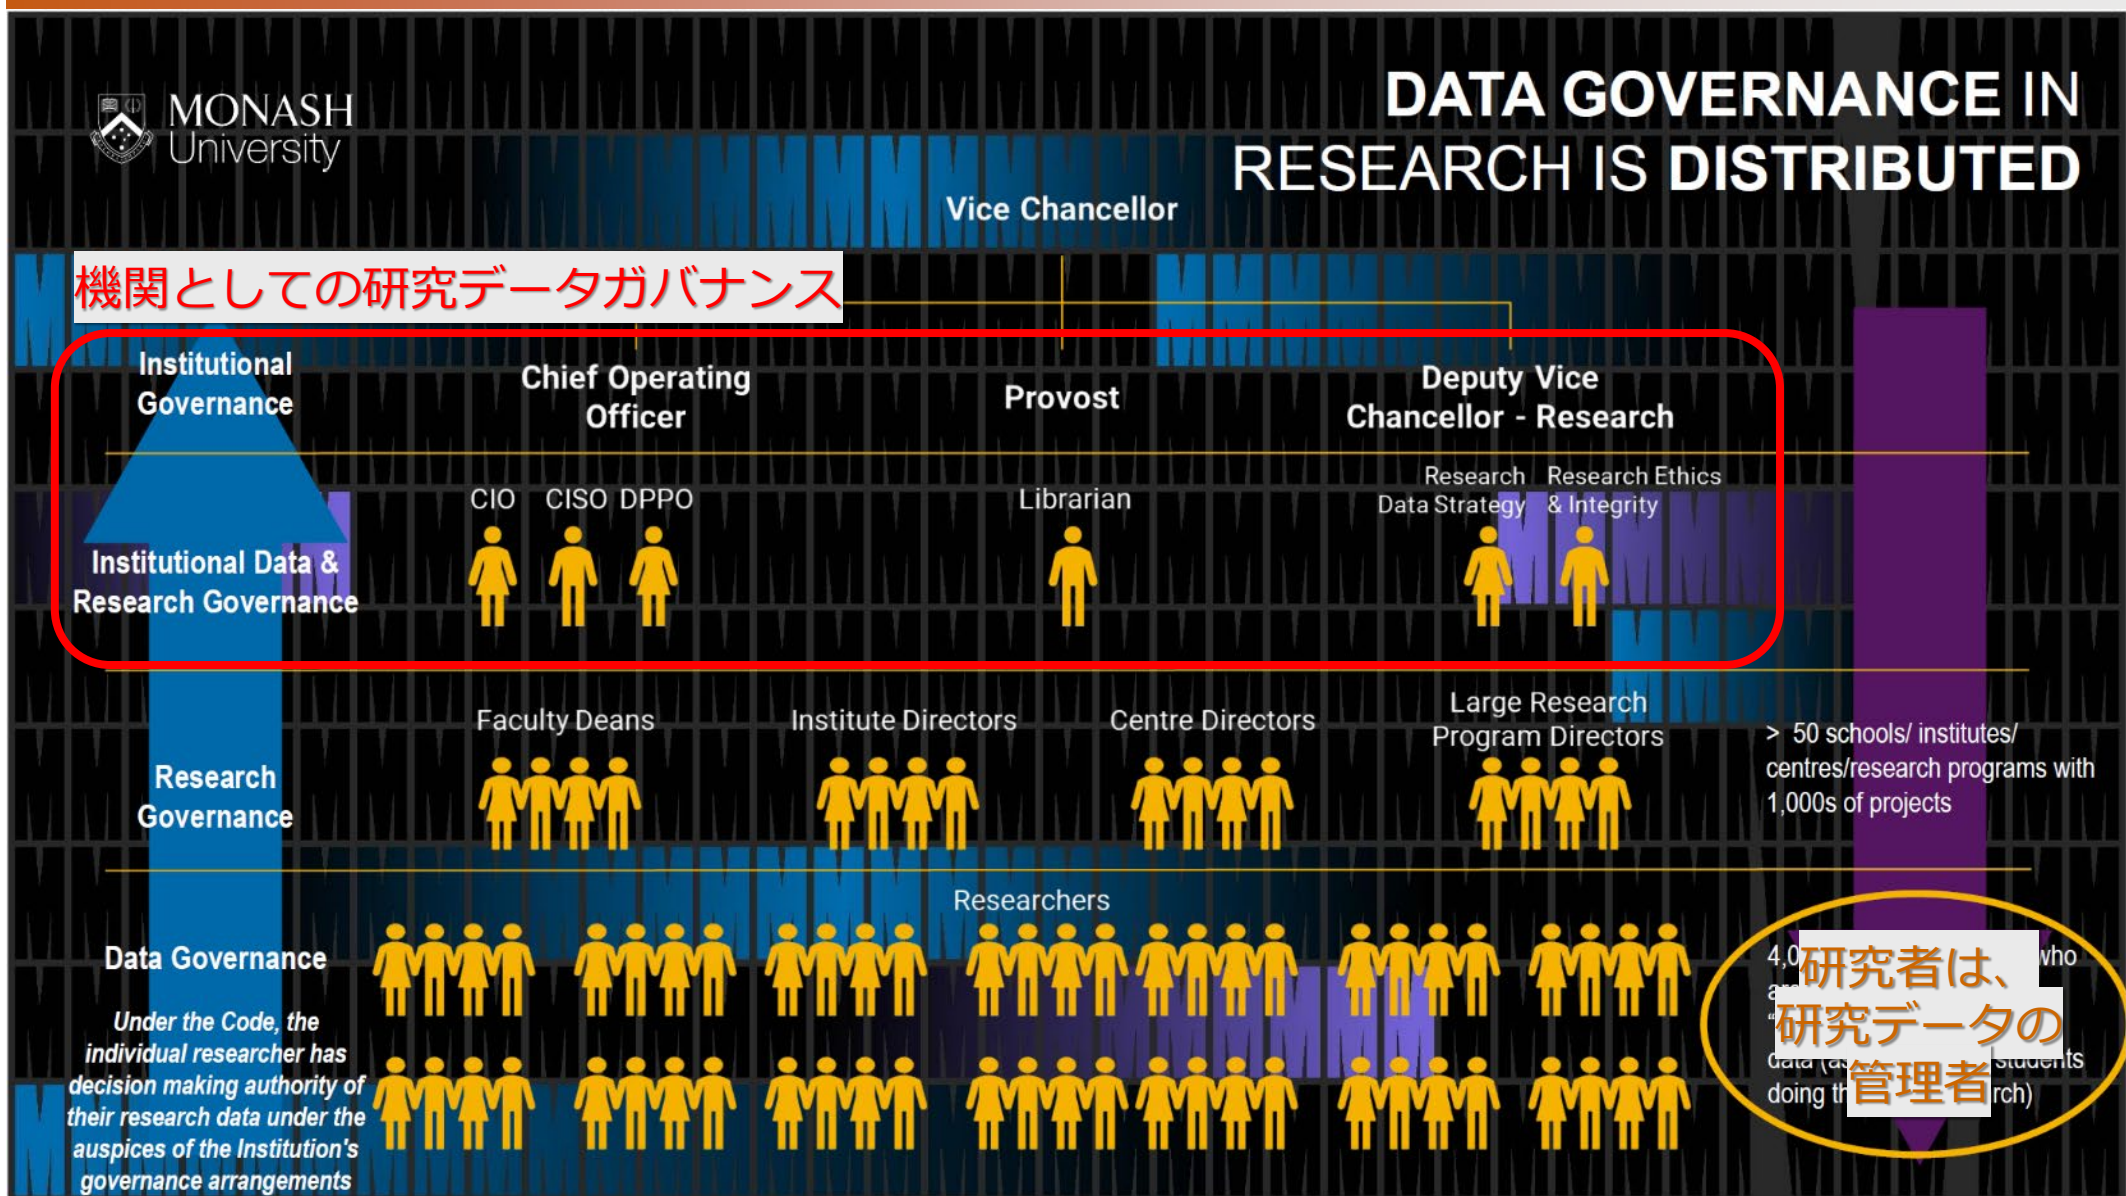 MONASH
University
DATA GOVERNANCE IN
RESEARCH IS DISTRIBUTED
Vice Chancellor
機関としての研究データガバナンス
Institutional
Governance
Chief Operating
Officer
Provost
Deputy Vice
Chancellor - Research
Institutional Data &
Research Governance
CIO CISO DPPO
Librarian
Research
Data Strategy
Research Ethics
& Integrity
Research
Governance
Faculty Deans
Institute Directors
Centre Directors
Large Research
Program Directors
> 50 schools/ institutes/
centres/research programs with
1,000s of projects
Data Governance
Under the Code, the
individual researcher has
decision making authority of
their research data under the
auspices of the Institution's
governance arrangements
Researchers
who
data
students
doing
研究者は、
研究データの
管理者